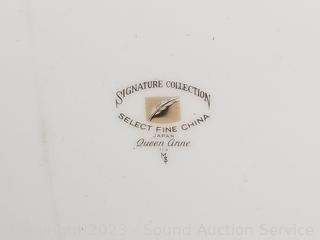 SIGNATURE COLLECTION
SELECT FINE CHINA
JAPAN
Queen Anne
2023 - Sound Auction Service